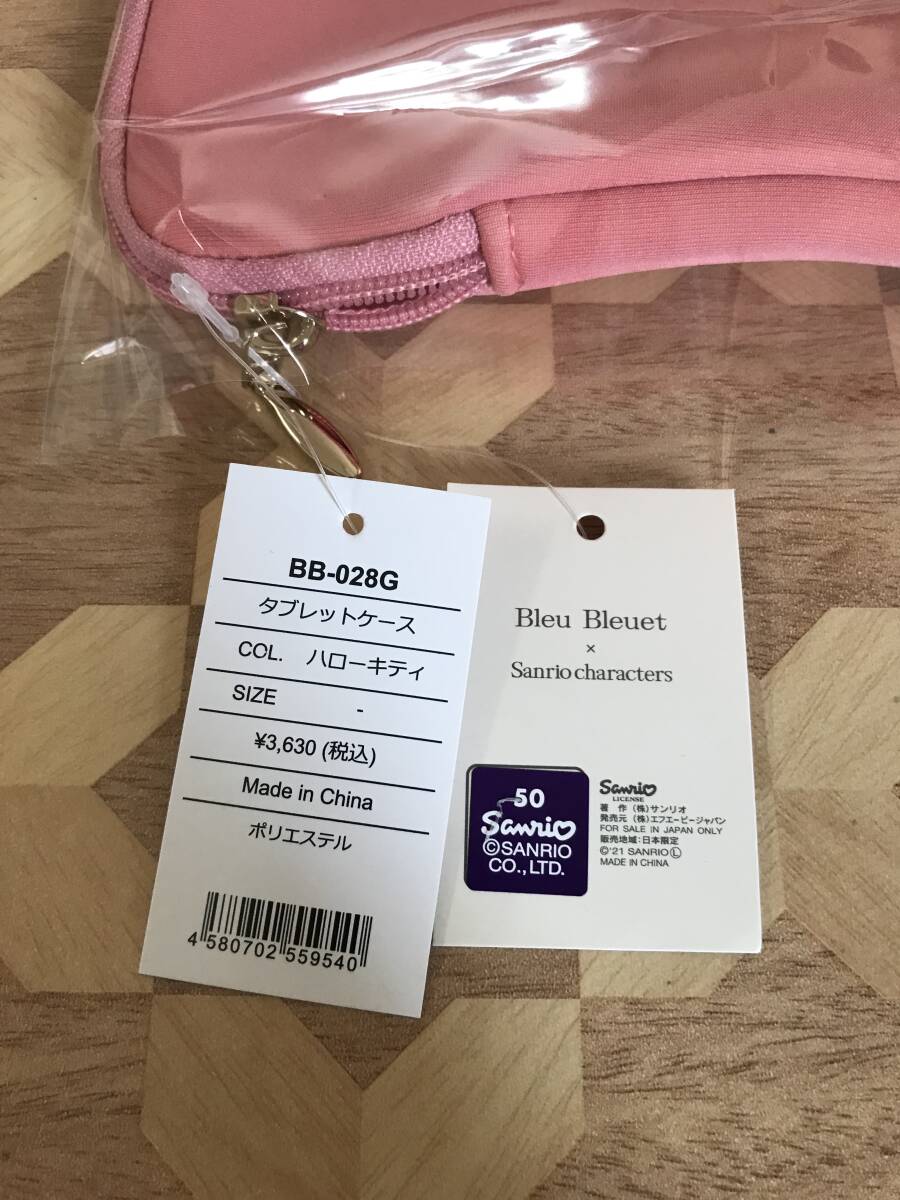 BB-028G
タブレットケース
COL. ハローキティ
SIZE -
¥3,630 (税込)
Made in China
ポリエステル
4 580702 559540
Bleu Bleuet
×
Sanrio characters
50
Sanrio
©SANRIO
CO.,LTD.
Sanrio
LICENSE
著 作 (株)サンリオ
発売元 (株)エフエーピージャパン
FOR SALE IN JAPAN ONLY
販売地域:日本限定
©'21 SANRIO Ⓛ
MADE IN CHINA